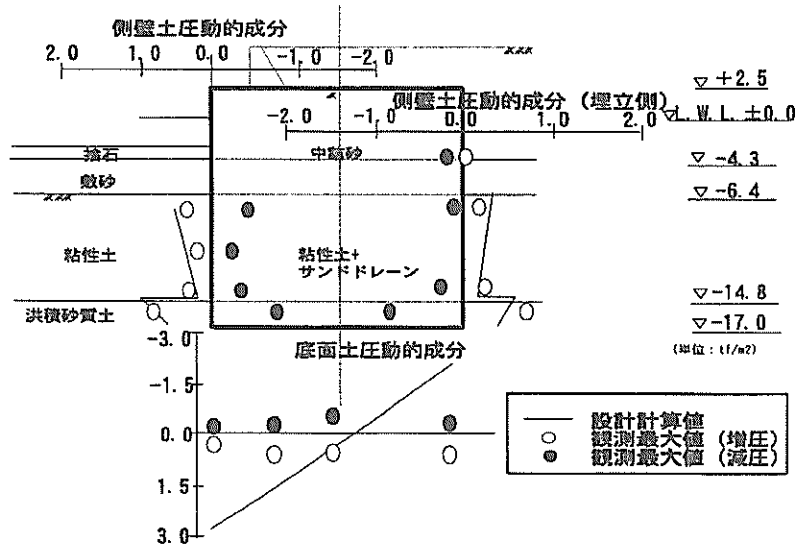 側壁土圧動的成分
2.0 1.0 0.0 -1.0 -2.0
▽ +2.5
側壁土圧動的成分 (埋立側)
-2.0 -1.0 0.0 1.0 2.0
▽L.W.L. ±0.0
捨石
中詰砂
▽ -4.3
敷砂
▽ -6.4
粘性土
粘性土+
サンドドレーン
▽ -14.8
洪積砂質土
▽ -17.0
(単位:tf/m2)
底面土圧動的成分
-3.0
-1.5
0.0
1.5
3.0
設計計算値
観測最大値 (増圧)
観測最大値 (減圧)